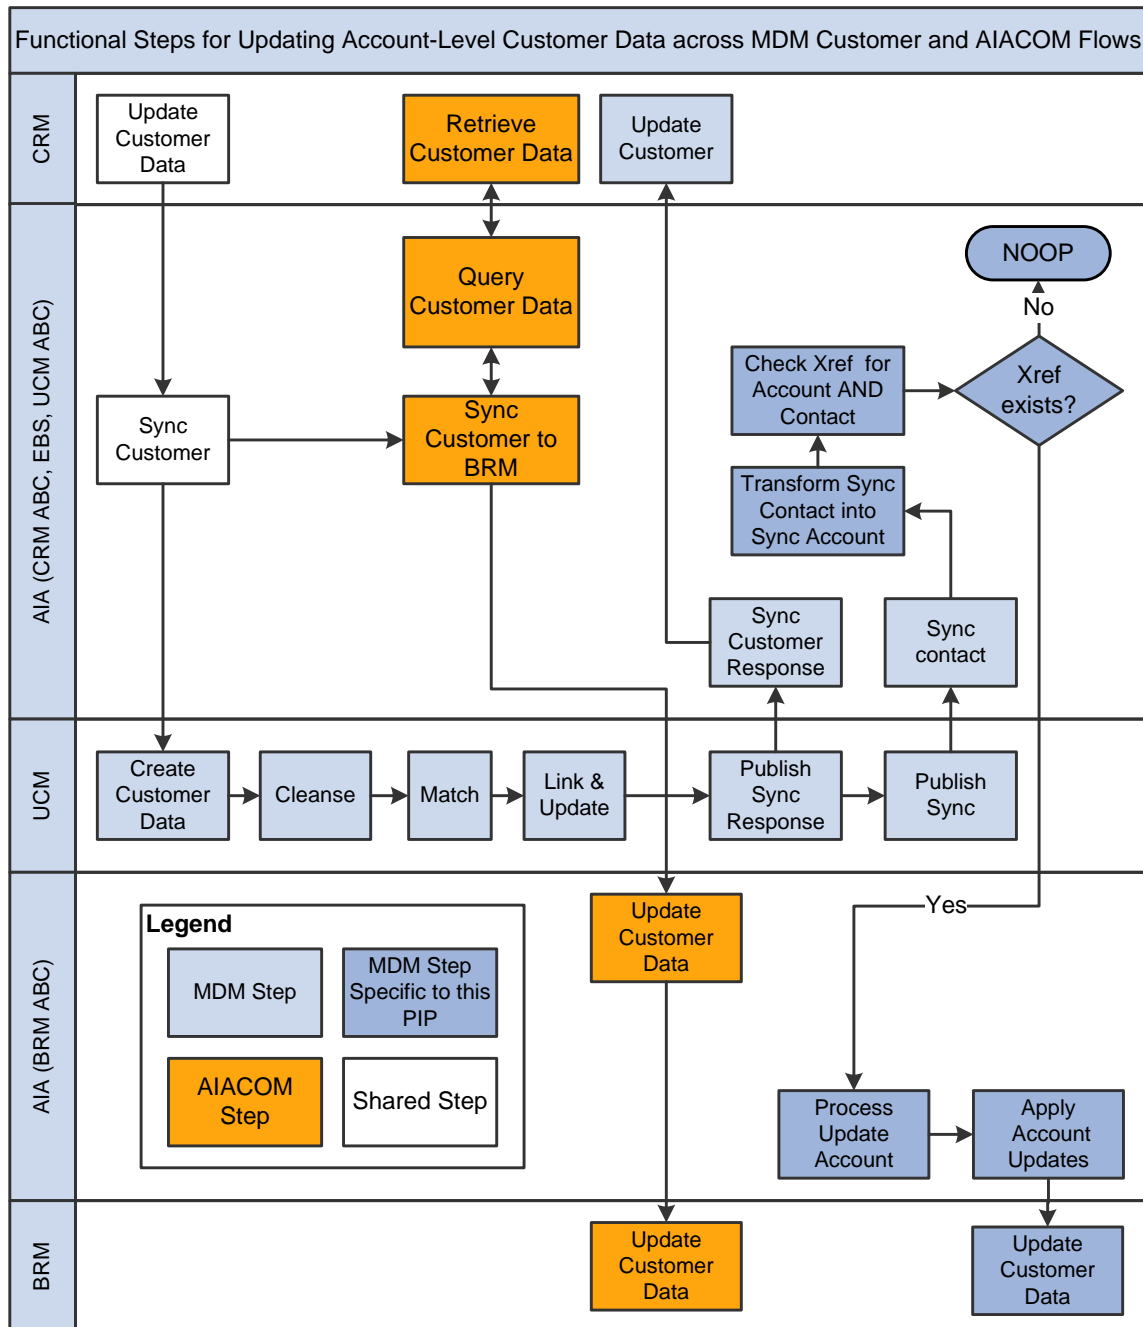 Functional Steps for Updating Account-Level Customer Data across MDM Customer and AIACOM Flows
CRM
Update
Customer
Data
Retrieve
Customer Data
Update
Customer
AIA (CRM ABC, EBS, UCM ABC)
Query
Customer Data
NOOP
No
Check Xref  for
Account AND
Contact
Xref
exists?
Sync
Customer
Sync
Customer to
BRM
Transform Sync
Contact into
Sync Account
Sync
Customer
Response
Sync
contact
UCM
Create
Customer
Data
Cleanse
Match
Link &
Update
Publish
Sync
Response
Publish
Sync
AIA (BRM ABC)
Update
Customer
Data
Yes
Legend
MDM Step
MDM Step
Specific to this
PIP
AIACOM
Step
Shared Step
Process
Update
Account
Apply
Account
Updates
BRM
Update
Customer
Data
Update
Customer
Data